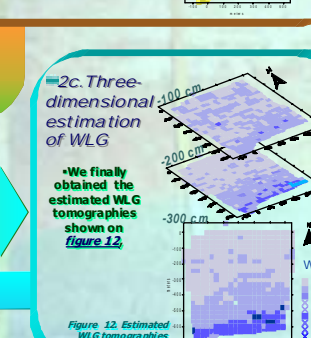 2c.Three-
dimensional
estimation
of WLG
•We finally
obtained the
estimated WLG
tomographies
shown on
figure 12,
-100 cm
-200 cm
-300 cm
W
Figure 12. Estimated
WLG tomographies